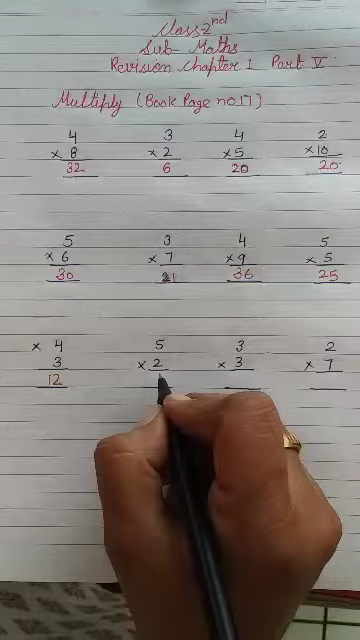 Class-2nd
Sub- Maths
Revision Chapter 1 Part V
Multiply (Book Page no 17)
4 3 4 2
×8 ×2 ×5 ×10
32 6 20 20
5 3 4 5
×6 ×7 ×9 ×5
30 21 36 25
× 4 5 3 2
3 ×2 × 3 × 7
12